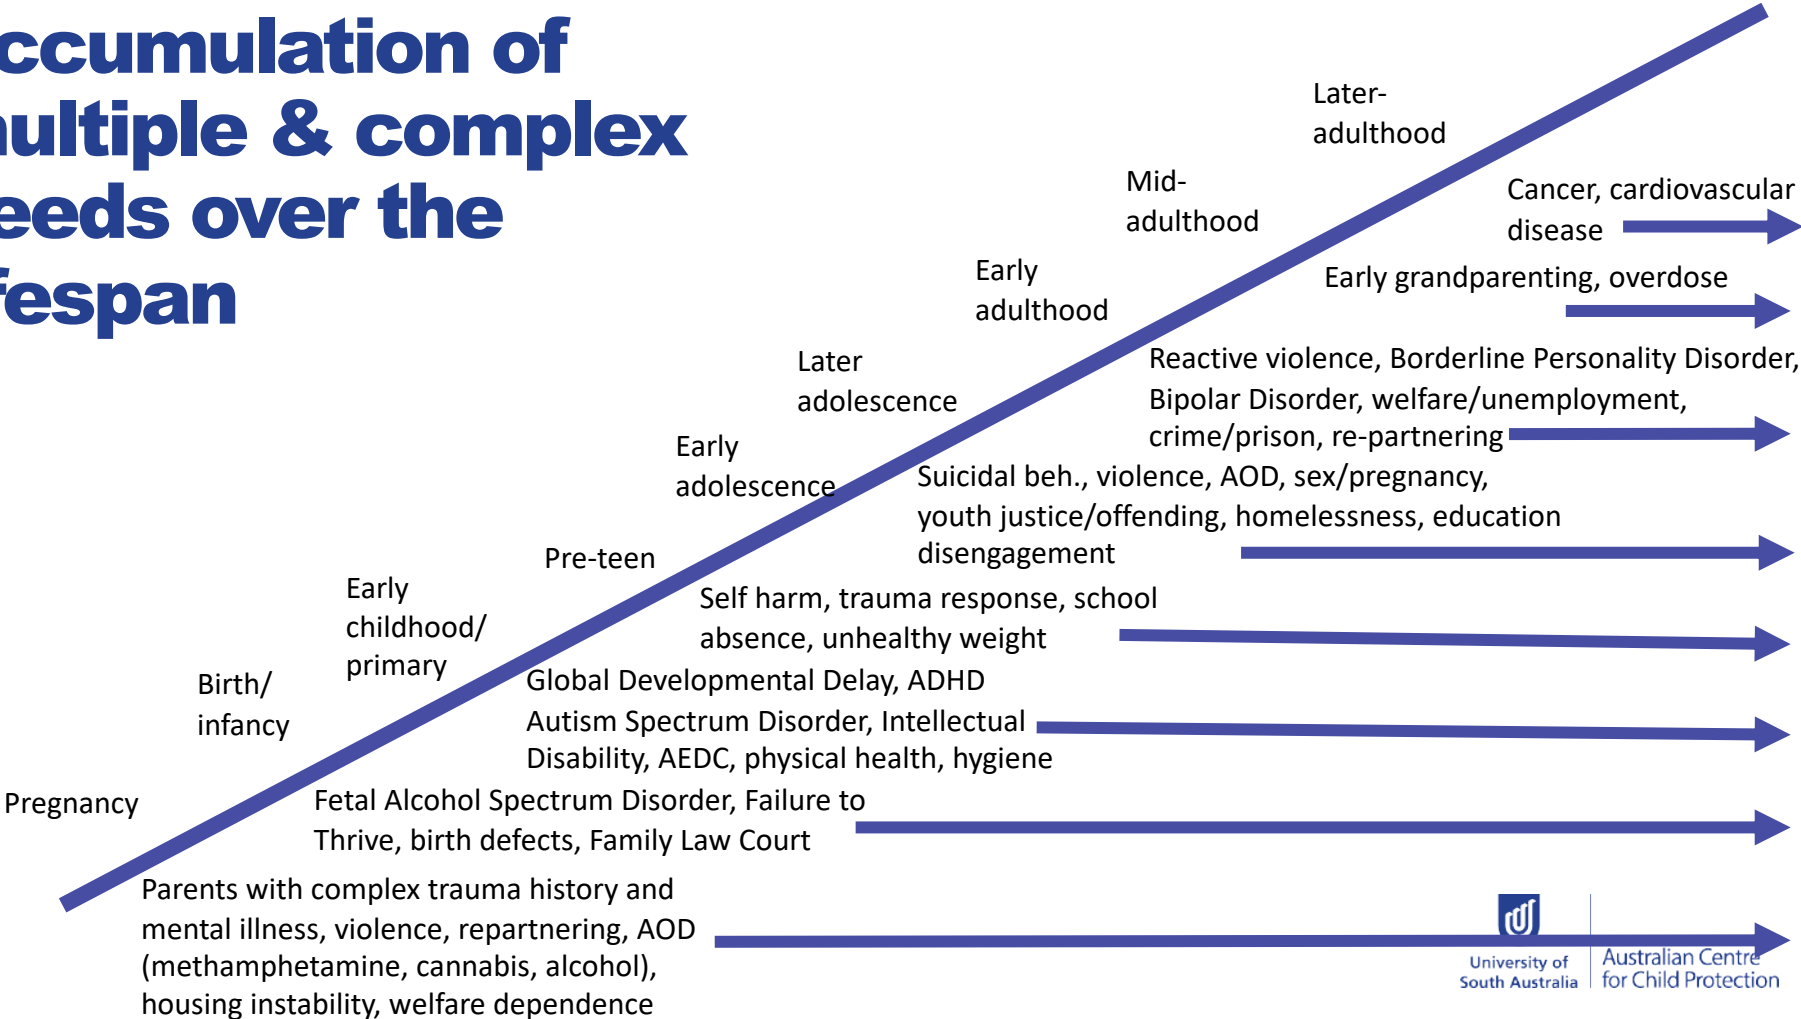 ccumulation of
ultiple & complex
eeds over the
fespan
Later-
adulthood
Mid-
adulthood
Early
adulthood
Later
adolescence
Early
adolescence
Pre-teen
Early
childhood/
primary
Birth/
infancy
Pregnancy
Cancer, cardiovascular
disease
Early grandparenting, overdose
Reactive violence, Borderline Personality Disorder,
Bipolar Disorder, welfare/unemployment,
crime/prison, re-partnering
Suicidal beh., violence, AOD, sex/pregnancy,
youth justice/offending, homelessness, education
disengagement
Self harm, trauma response, school
absence, unhealthy weight
Global Developmental Delay, ADHD
Autism Spectrum Disorder, Intellectual
Disability, AEDC, physical health, hygiene
Fetal Alcohol Spectrum Disorder, Failure to
Thrive, birth defects, Family Law Court
Parents with complex trauma history and
mental illness, violence, repartnering, AOD
(methamphetamine, cannabis, alcohol),
housing instability, welfare dependence
University of
South Australia
Australian Centre
for Child Protection